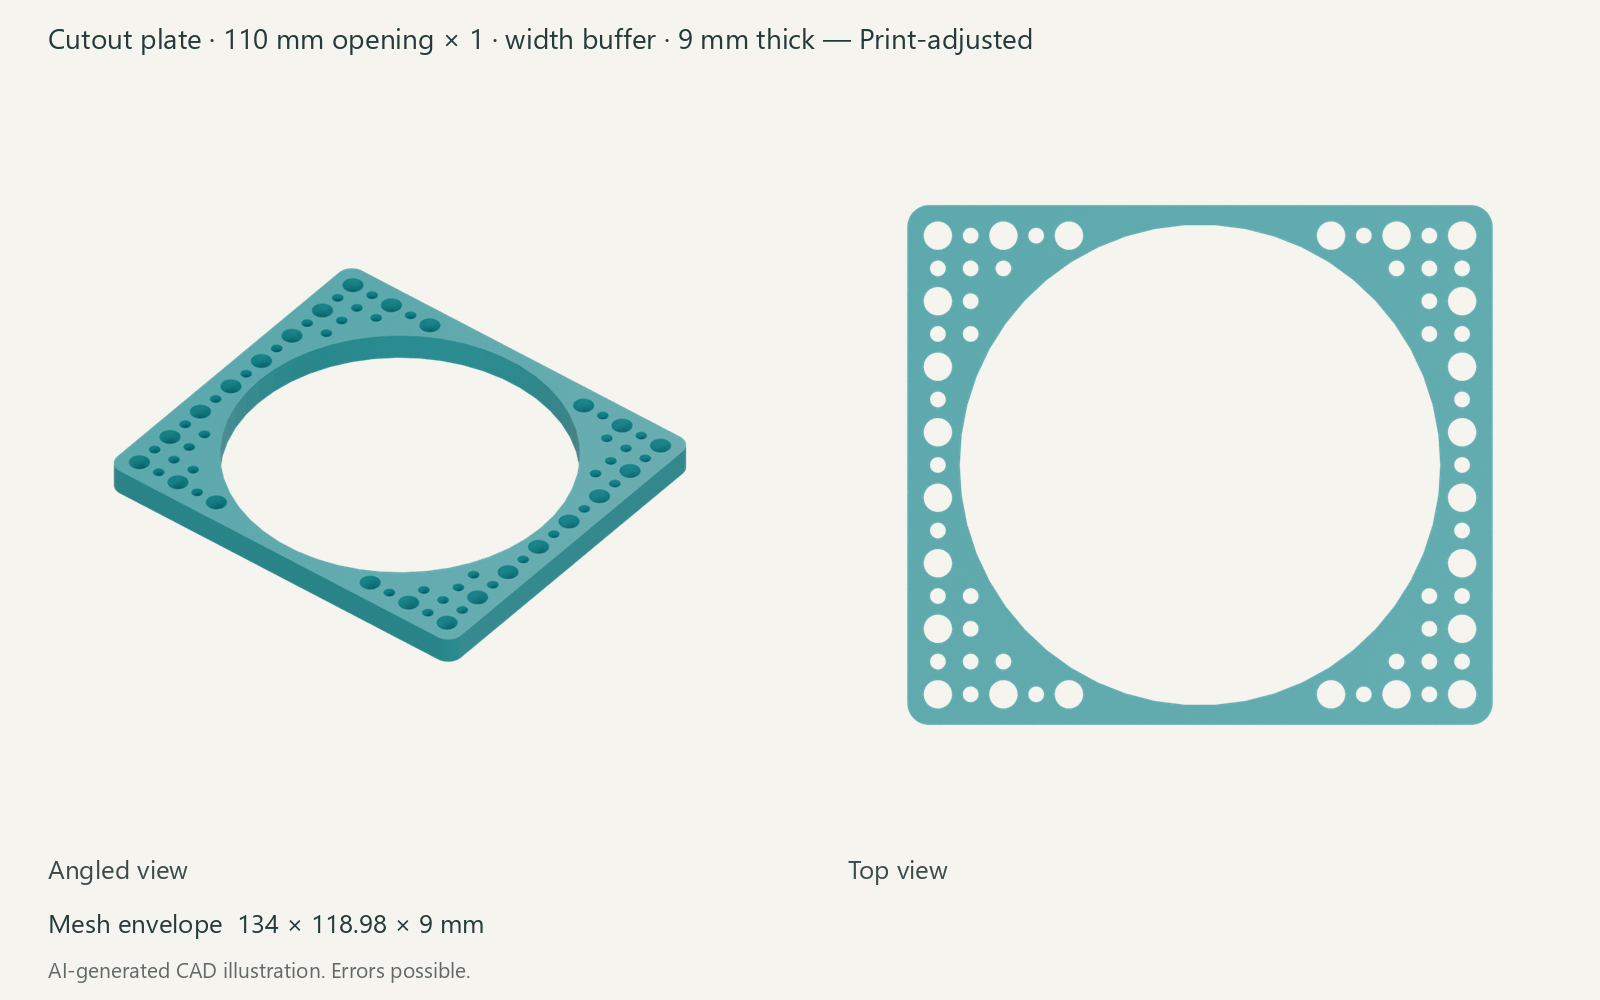 Cutout plate · 110 mm opening × 1 · width buffer · 9 mm thick — Print-adjusted
Angled view
Top view
Mesh envelope 134 × 118.98 × 9 mm
AI-generated CAD illustration. Errors possible.